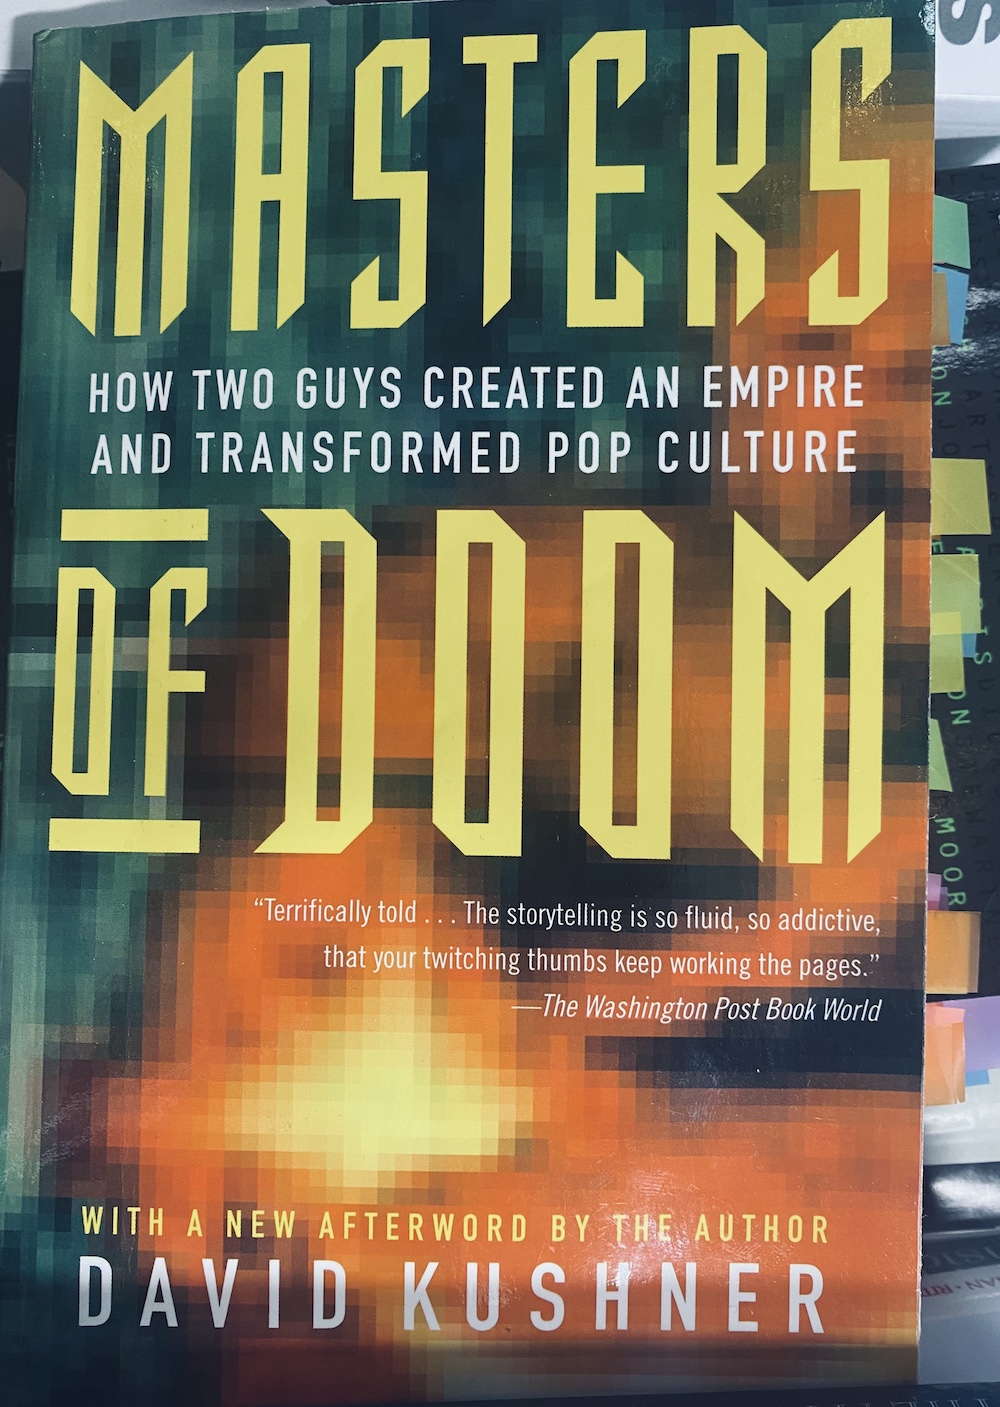 MASTERS
HOW TWO GUYS CREATED AN EMPIRE
AND TRANSFORMED POP CULTURE
OF DOOM
“Terrifically told . . . The storytelling is so fluid, so addictive,
that your twitching thumbs keep working the pages.”
—The Washington Post Book World
WITH A NEW AFTERWORD BY THE AUTHOR
DAVID KUSHNER
S
MOOR